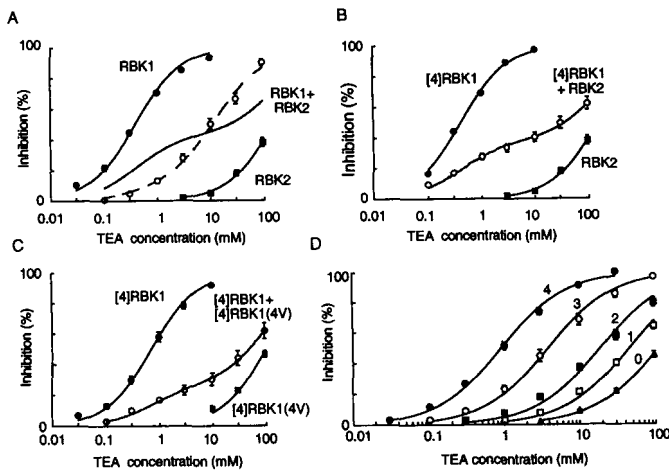 A
100
Inhibition (%)
0
RBK1
RBK1+
RBK2
RBK2
0.01 0.1 1 10 100
TEA concentration (mM)
B
100
Inhibition (%)
0
[4]RBK1
[4]RBK1
+ RBK2
RBK2
0.01 0.1 1 10 100
TEA concentration (mM)
C
100
Inhibition (%)
0
[4]RBK1
[4]RBK1+
[4]RBK1(4V)
[4]RBK1(4V)
0.01 0.1 1 10 100
TEA concentration (mM)
D
100
Inhibition (%)
0
4
3
2
1
0
0.01 0.1 1 10 100
TEA concentration (mM)